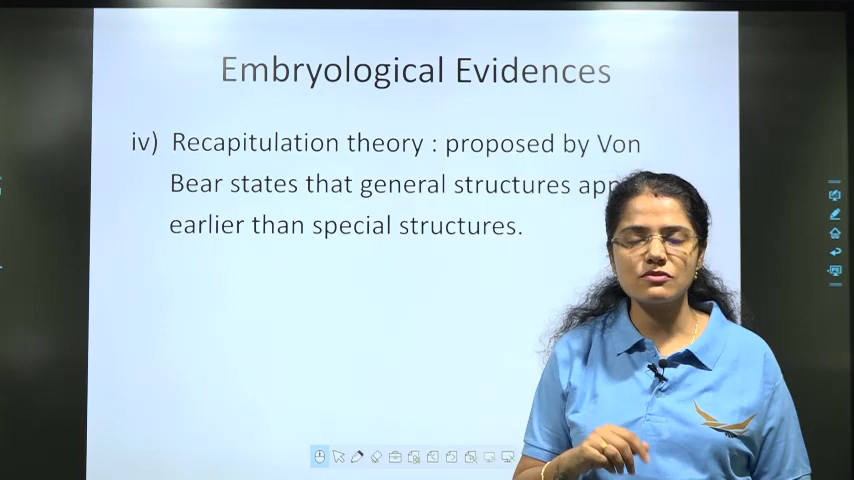 Embryological Evidences
iv) Recapitulation theory : proposed by Von
Bear states that general structures
earlier than special structures.